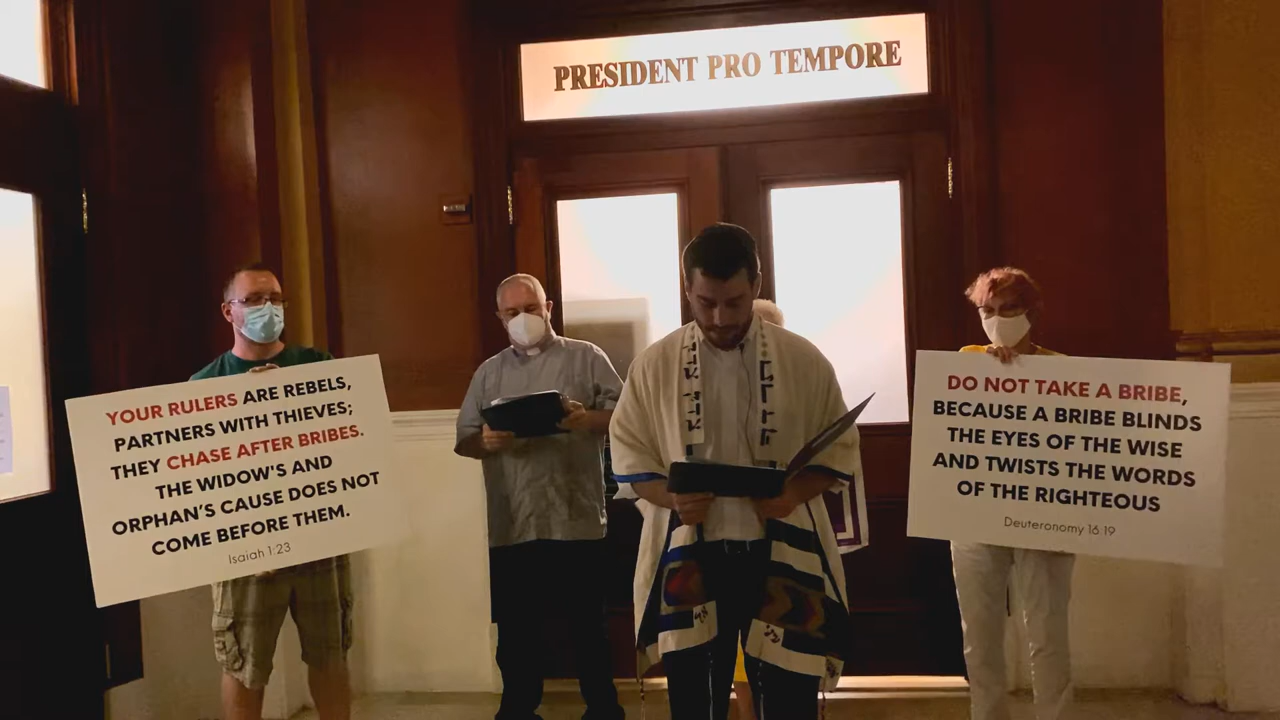 PRESIDENT PRO TEMPORE
YOUR RULERS ARE REBELS,
PARTNERS WITH THIEVES;
THEY CHASE AFTER BRIBES.
THE WIDOW'S AND
ORPHAN'S CAUSE DOES NOT
COME BEFORE THEM.
Isaiah 1:23
DO NOT TAKE A BRIBE,
BECAUSE A BRIBE BLINDS
THE EYES OF THE WISE
AND TWISTS THE WORDS
OF THE RIGHTEOUS
Deuteronomy 16:19